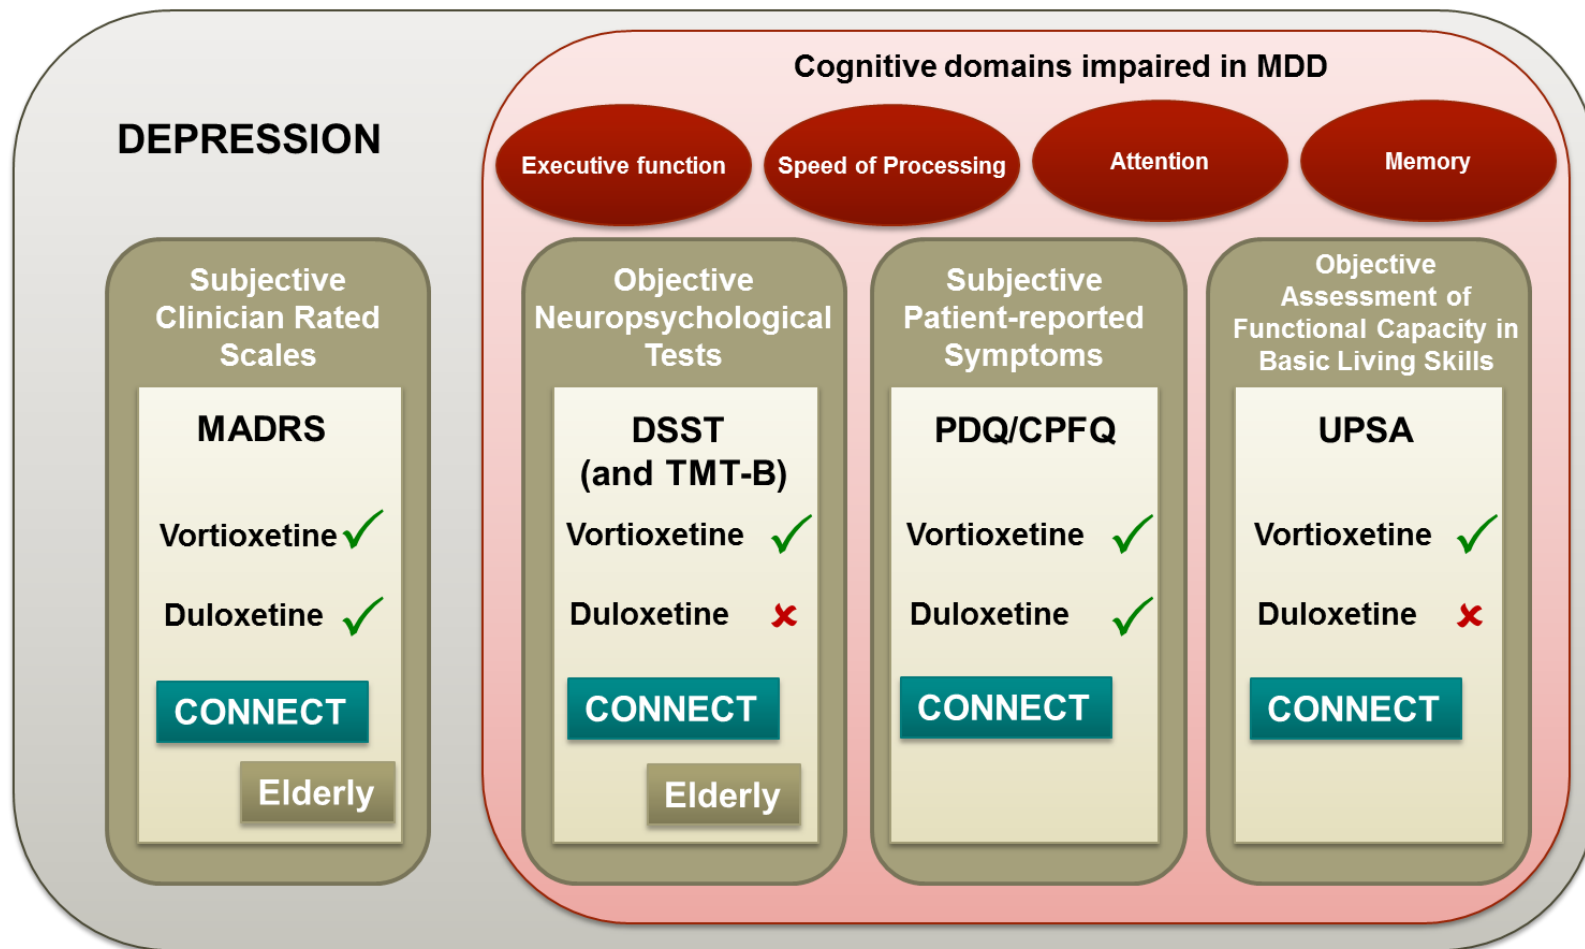 Cognitive domains impaired in MDD
DEPRESSION
Executive function
Speed of Processing
Attention
Memory
Subjective
Clinician Rated
Scales
MADRS
Vortioxetine
Duloxetine
CONNECT
Elderly
Objective
Neuropsychological
Tests
DSST
(and TMT-B)
Vortioxetine
Duloxetine
CONNECT
Elderly
Subjective
Patient-reported
Symptoms
PDQ/CPFQ
Vortioxetine
Duloxetine
CONNECT
Objective
Assessment of
Functional Capacity in
Basic Living Skills
UPSA
Vortioxetine
Duloxetine
CONNECT